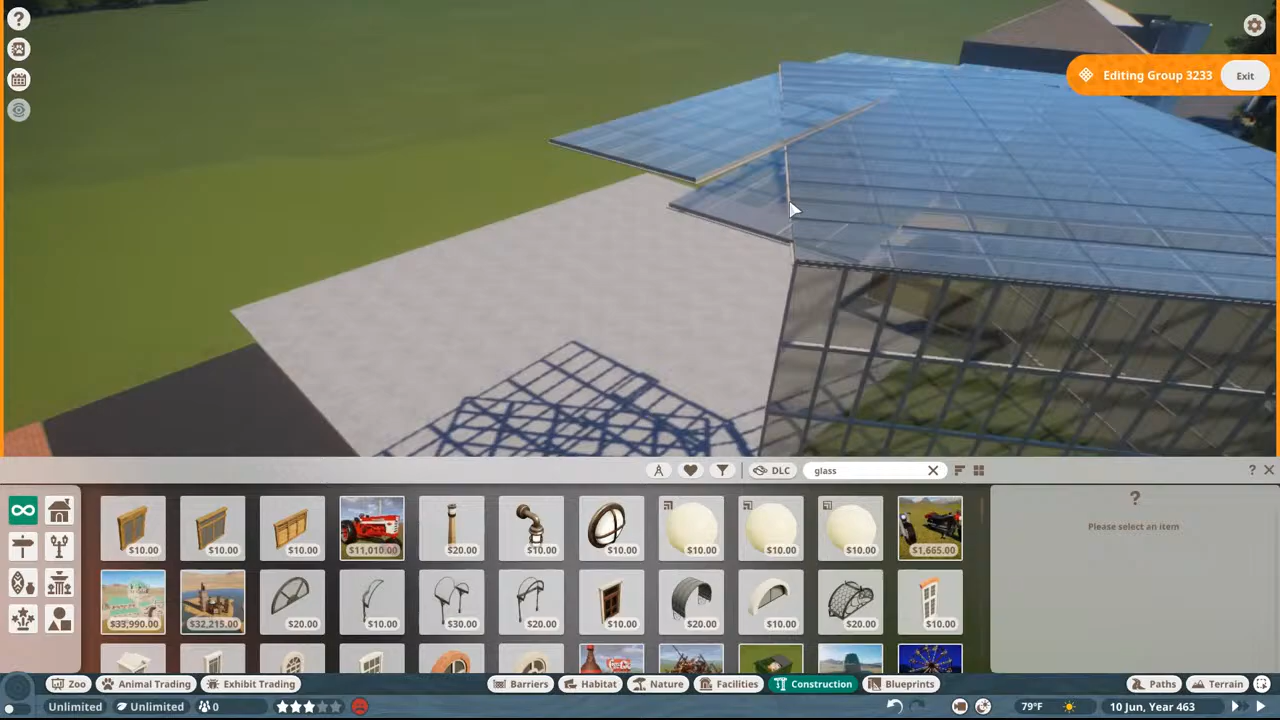 Editing Group 3233 Exit
DLC glass
? ×
$10.00 $10.00 $10.00 $11,010.00 $20.00 $10.00 $10.00 $10.00 $10.00 $10.00 $1,665.00
$33,990.00 $32,215.00 $20.00 $10.00 $30.00 $20.00 $10.00 $20.00 $10.00 $20.00 $10.00
?
Please select an item
Zoo Animal Trading Exhibit Trading Barriers Habitat Nature Facilities Construction Blueprints Paths Terrain
Unlimited Unlimited 0 79°F 10 Jun, Year 463